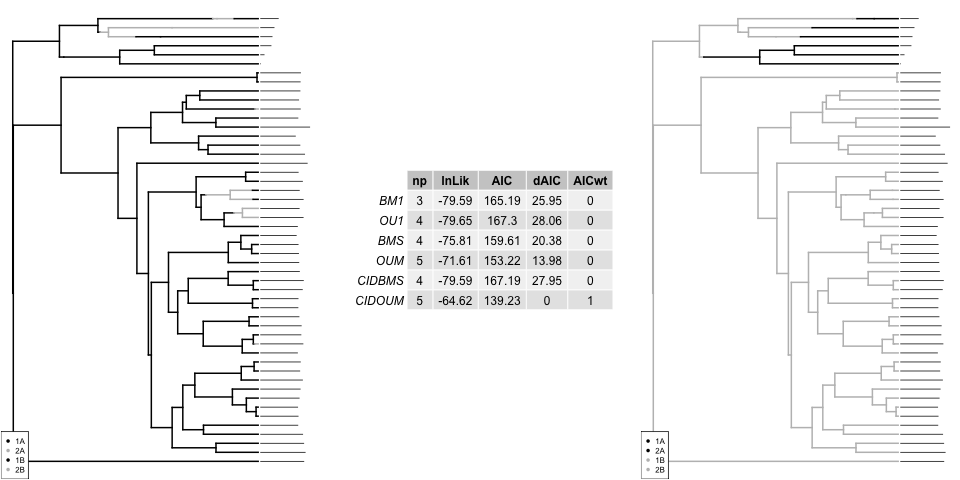 np lnLik AIC dAIC AICwt
BM1 3 -79.59 165.19 25.95 0
OU1 4 -79.65 167.3 28.06 0
BMS 4 -75.81 159.61 20.38 0
OUM 5 -71.61 153.22 13.98 0
CIDBMS 4 -79.59 167.19 27.95 0
CIDOUM 5 -64.62 139.23 0 1
1A
2A
1B
2B
1A
2A
1B
2B